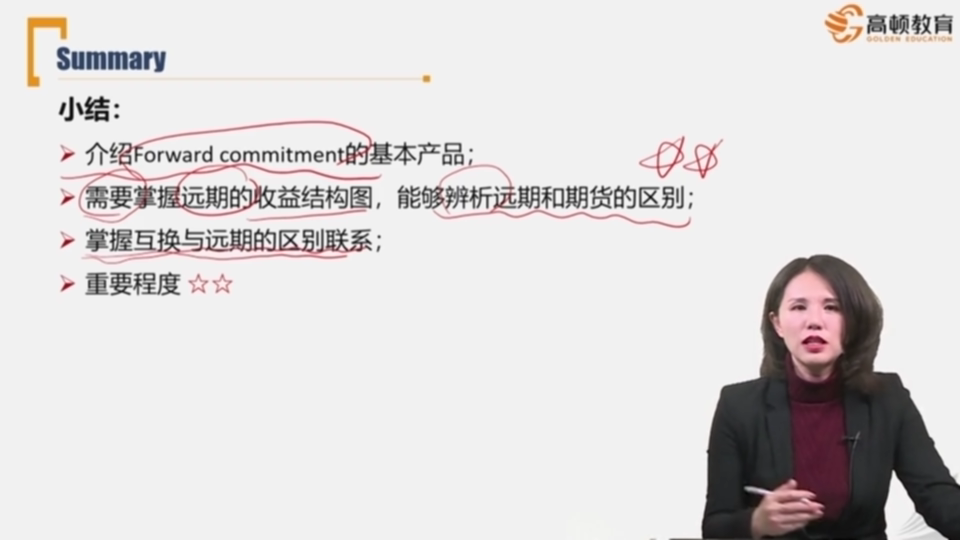 高顿教育
GOLDEN EDUCATION
Summary
小结：
介绍Forward commitment的基本产品；
需要掌握远期的收益结构图，能够辨析远期和期货的区别；
掌握互换与远期的区别联系；
重要程度 ☆☆